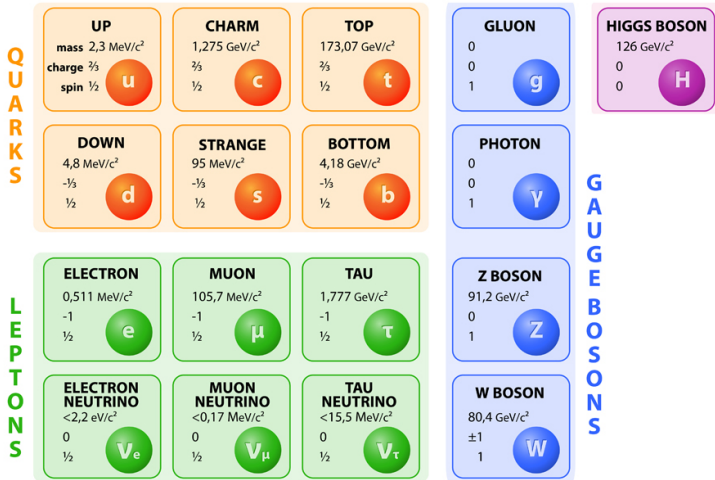 QUARKS
UP
mass 2,3 MeV/c²
charge ⅔
spin ½
u
CHARM
1,275 GeV/c²
⅔
½
c
TOP
173,07 GeV/c²
⅔
½
t
DOWN
4,8 MeV/c²
-⅓
½
d
STRANGE
95 MeV/c²
-⅓
½
s
BOTTOM
4,18 GeV/c²
-⅓
½
b
LEPTONS
ELECTRON
0,511 MeV/c²
-1
½
e
MUON
105,7 MeV/c²
-1
½
μ
TAU
1,777 GeV/c²
-1
½
τ
ELECTRON
NEUTRINO
<2,2 eV/c²
0
½
νe
MUON
NEUTRINO
<0,17 MeV/c²
0
½
νμ
TAU
NEUTRINO
<15,5 MeV/c²
0
½
ντ
GLUON
0
0
1
g
PHOTON
0
0
1
γ
Z BOSON
91,2 GeV/c²
0
1
Z
W BOSON
80,4 GeV/c²
±1
1
W
GAUGE BOSONS
HIGGS BOSON
126 GeV/c²
0
0
H